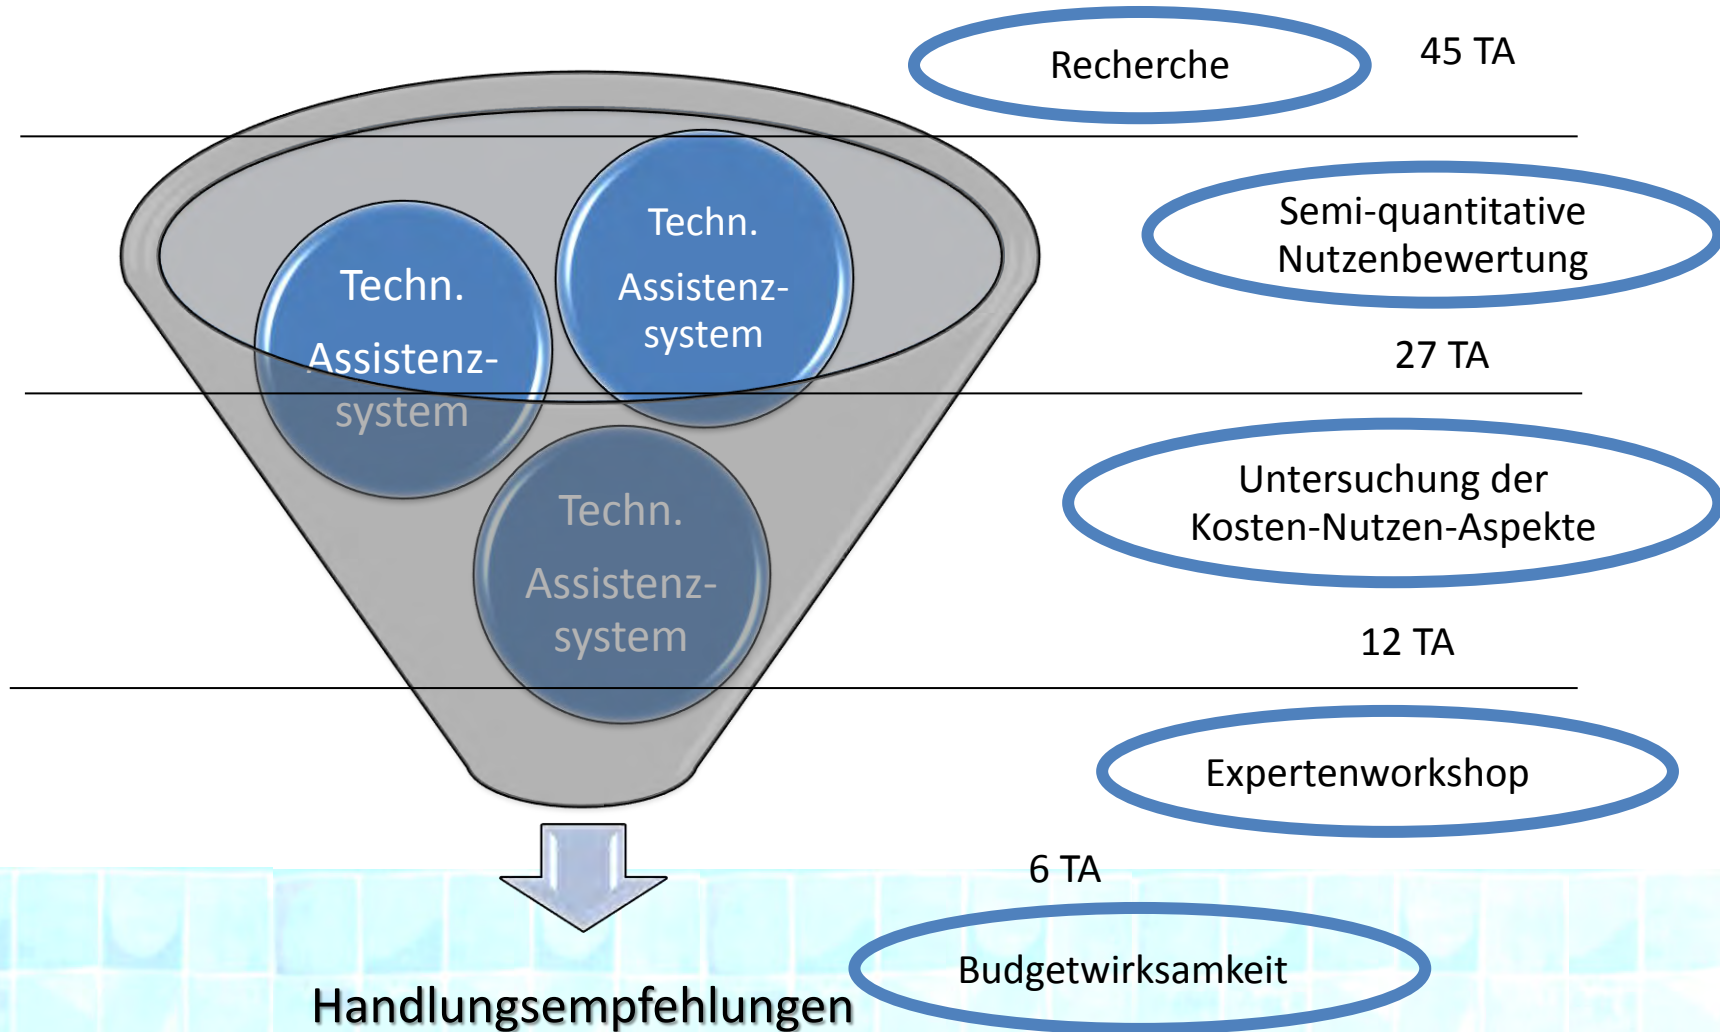 Recherche
45 TA
Techn.
Assistenz-
system
Techn.
Assistenz-
system
Semi-quantitative
Nutzenbewertung
27 TA
Techn.
Assistenz-
system
Untersuchung der
Kosten-Nutzen-Aspekte
12 TA
Expertenworkshop
6 TA
Budgetwirksamkeit
Handlungsempfehlungen